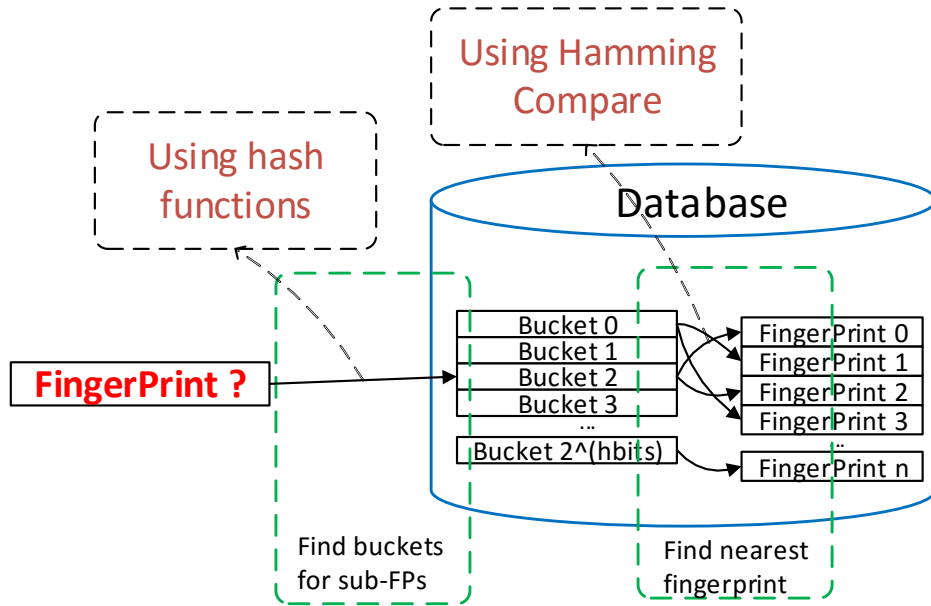 Using Hamming
Compare
Using hash
functions
Database
Bucket 0
Bucket 1
Bucket 2
Bucket 3
...
Bucket 2^(hbits)
FingerPrint ?
FingerPrint 0
FingerPrint 1
FingerPrint 2
FingerPrint 3
...
FingerPrint n
Find buckets
for sub-FPs
Find nearest
fingerprint